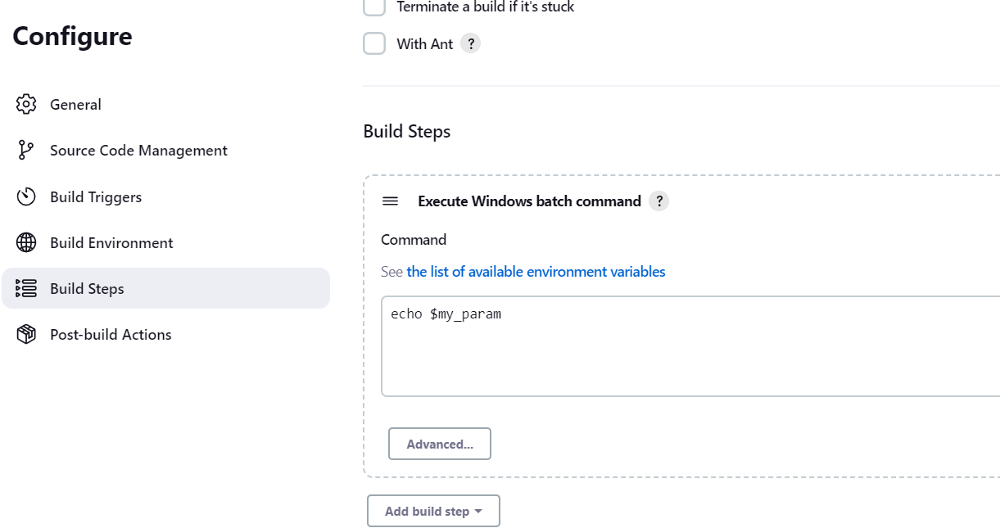 Terminate a build if it's stuck
Configure
With Ant ?
General
Source Code Management
Build Triggers
Build Environment
Build Steps
Post-build Actions
Build Steps
Execute Windows batch command ?
Command
See the list of available environment variables
echo $my_param
Advanced...
Add build step